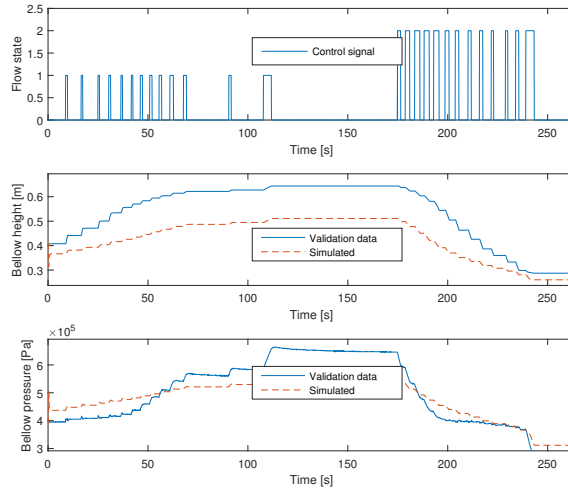 2.5
2
1.5
1
0.5
0
Flow state
Control signal
0 50 100 150 200 250
Time [s]
0.6
0.5
0.4
0.3
Bellow height [m]
Validation data
Simulated
0 50 100 150 200 250
Time [s]
×10⁵
6
5
4
3
Bellow pressure [Pa]
Validation data
Simulated
0 50 100 150 200 250
Time [s]